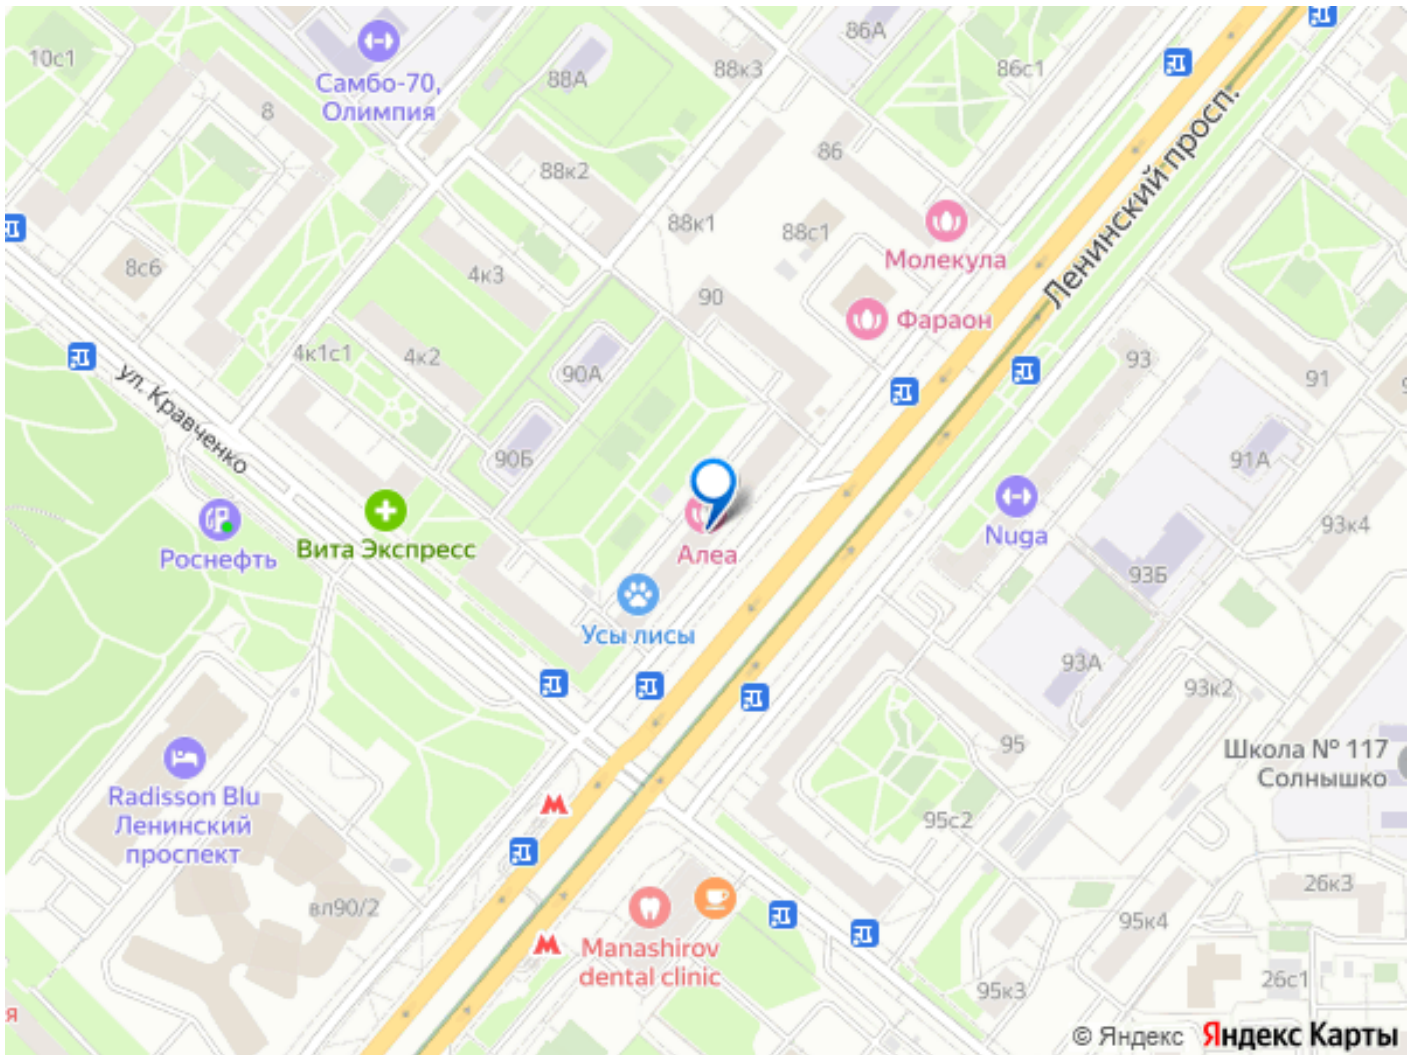 10с1
Самбо-70,
Олимпия
8
88А
88к3
86А
86с1
88к2
86
Ленинский просп.
88к1
88с1
Молекула
8с6
4к3
90
Фараон
4к1с1
4к2
90А
93
91
ул. Кравченко
90Б
91А
Роснефть
Вита Экспресс
Алеа
Nuga
93к4
93Б
Усы лисы
93А
93к2
95
Школа № 117
Солнышко
Radisson Blu
Ленинский
проспект
95с2
вл90/2
26к3
Manashirov
dental clinic
95к4
95к3
26с1
я
© Яндекс
Яндекс Карты